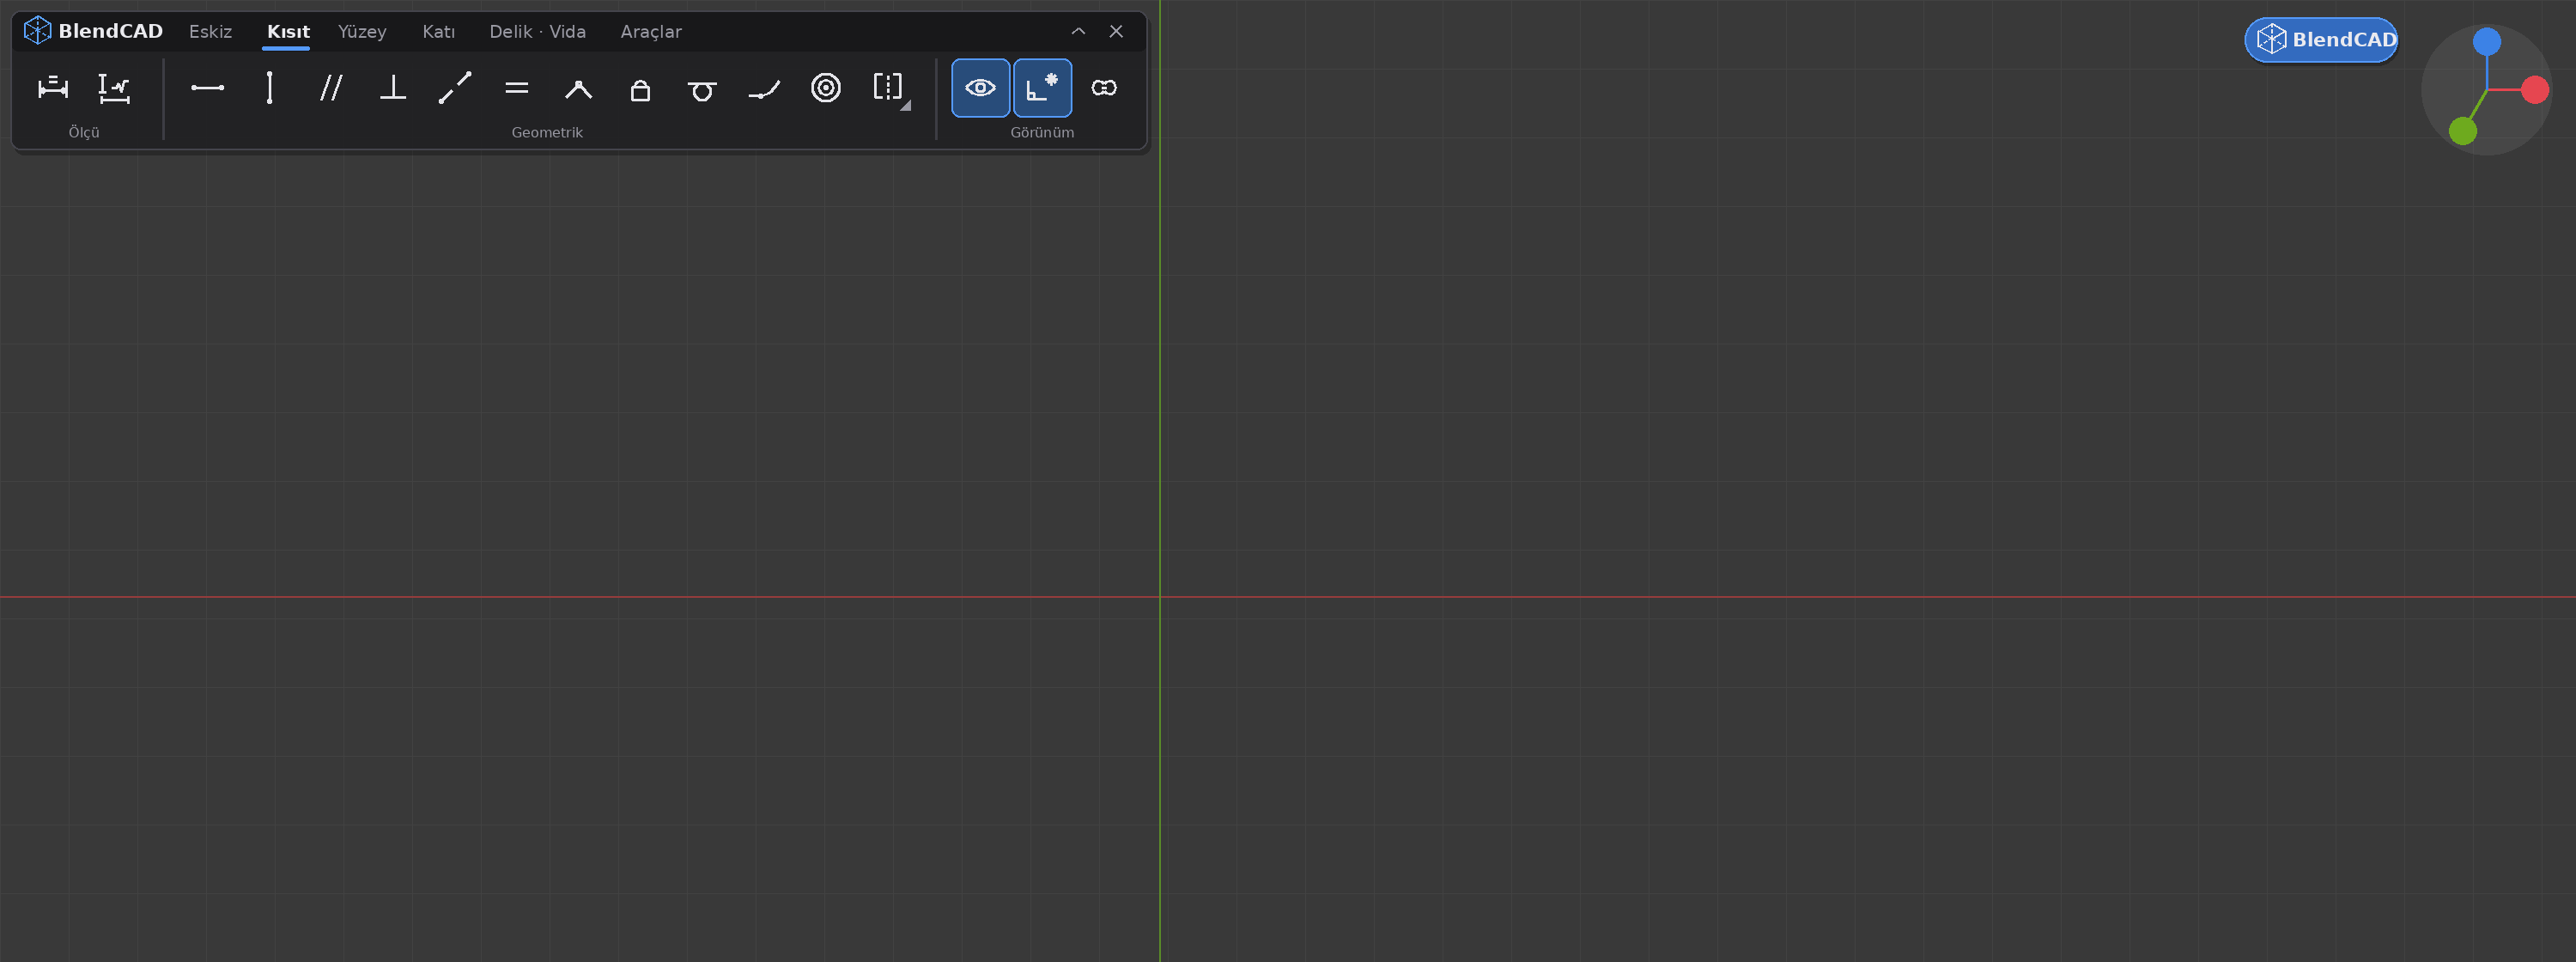 BlendCAD Eskiz Kısıt Yüzey Katı Delik · Vida Araçlar
BlendCAD
Ölçü Geometrik Görünüm